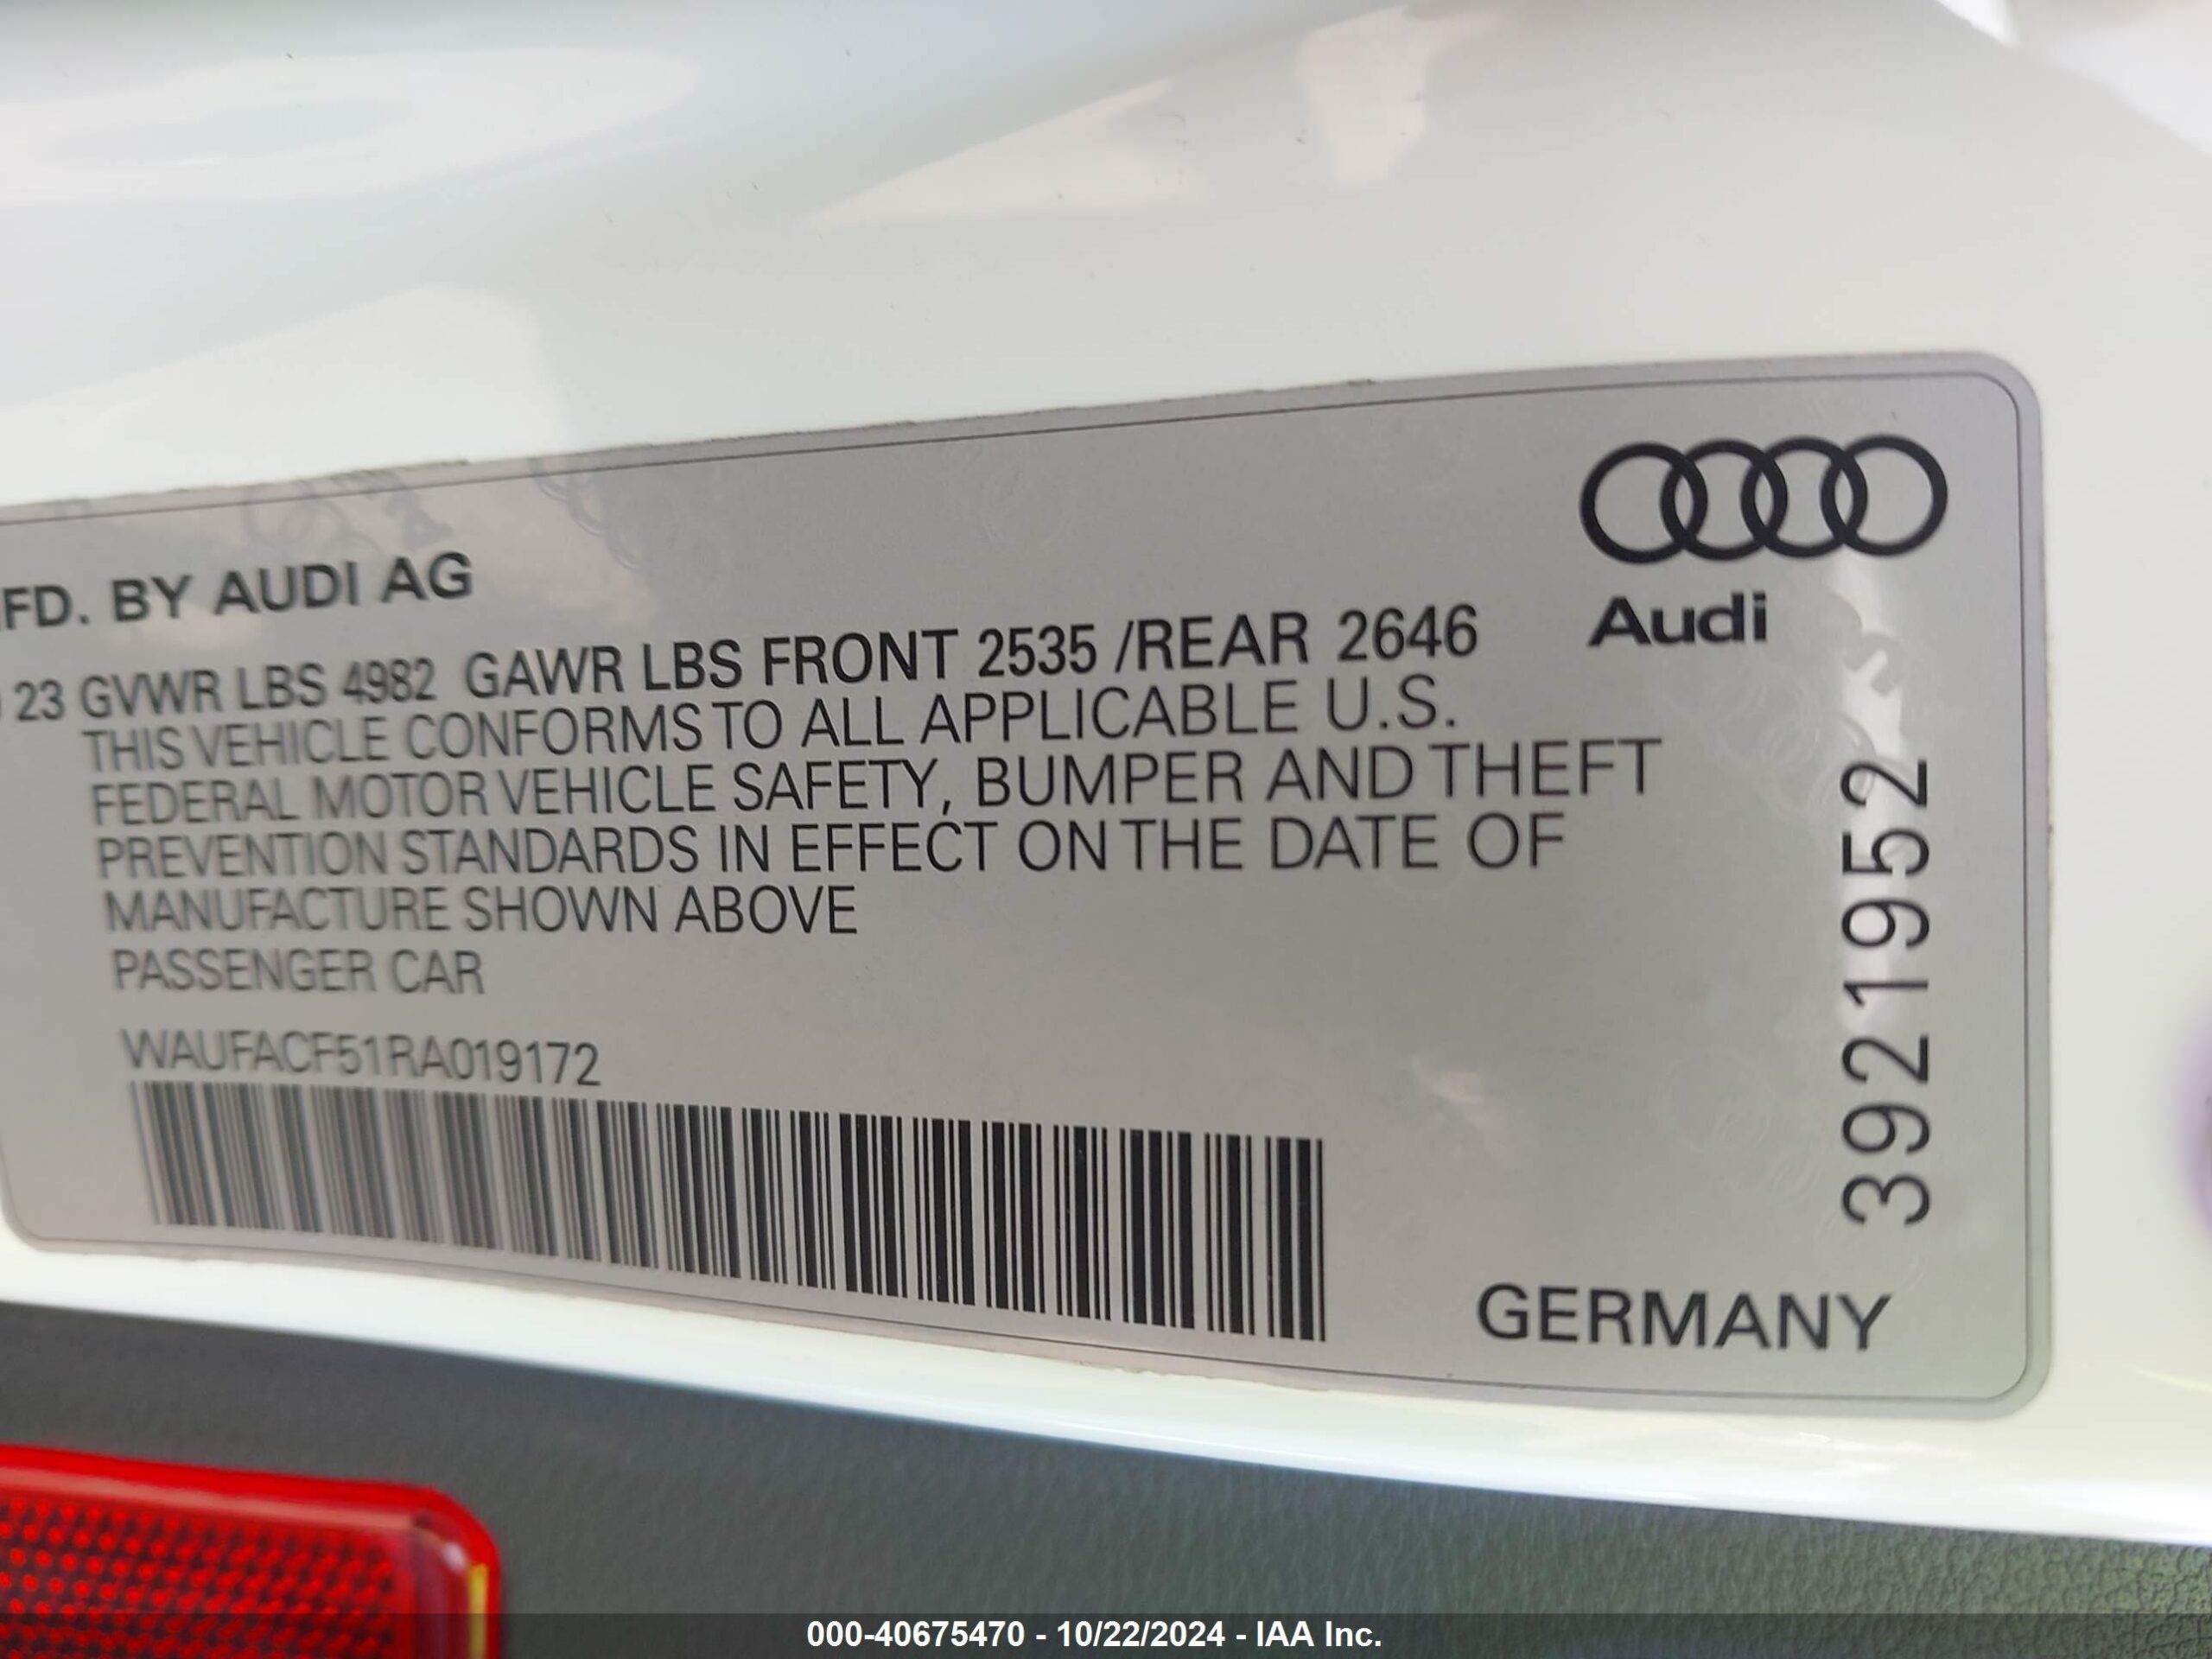 FD. BY AUDI AG
23 GVWR LBS 4982 GAWR LBS FRONT 2535 /REAR 2646
THIS VEHICLE CONFORMS TO ALL APPLICABLE U.S.
FEDERAL MOTOR VEHICLE SAFETY, BUMPER AND THEFT
PREVENTION STANDARDS IN EFFECT ON THE DATE OF
MANUFACTURE SHOWN ABOVE
PASSENGER CAR
WAUFACF51RA019172
Audi
3921952
GERMANY
000-40675470 - 10/22/2024 - IAA Inc.